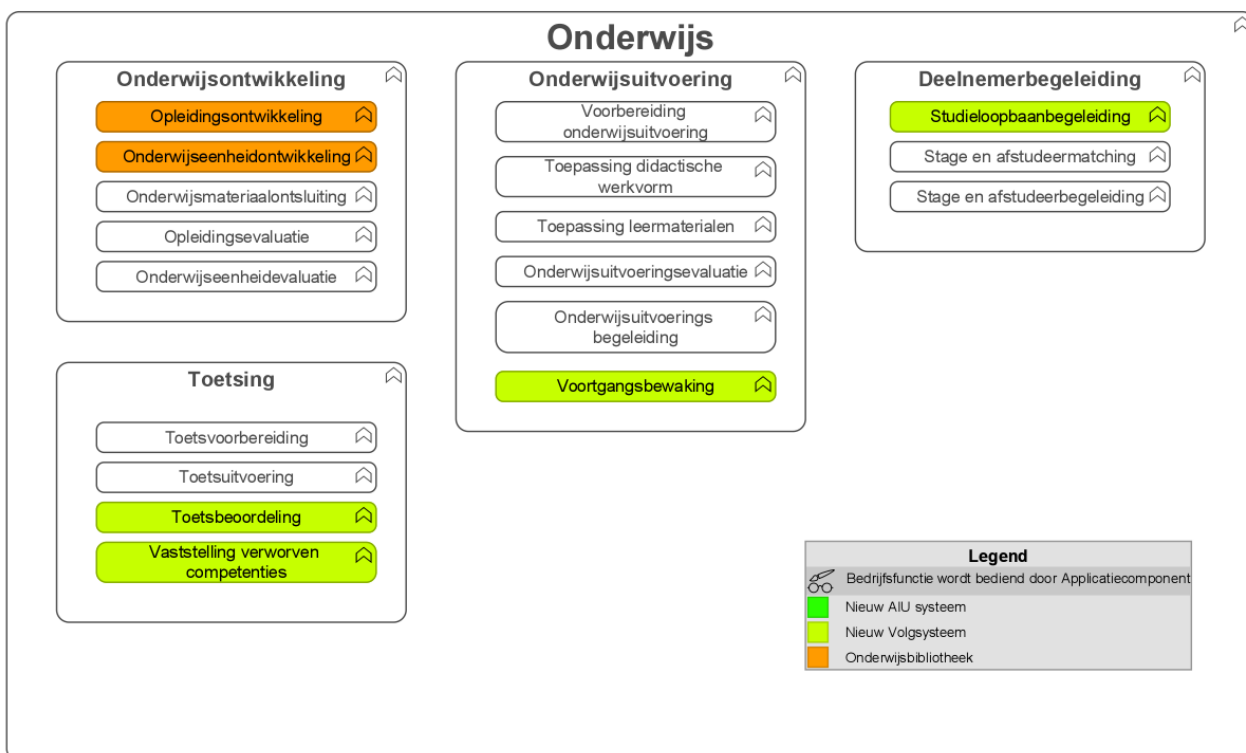 Onderwijs
Onderwijsontwikkeling
Opleidingsontwikkeling
Onderwijseenheidontwikkeling
Onderwijsmateriaalontsluiting
Opleidingsevaluatie
Onderwijseenheidevaluatie
Toetsing
Toetsvoorbereiding
Toetsuitvoering
Toetsbeoordeling
Vaststelling verworven
competenties
Onderwijsuitvoering
Voorbereiding
onderwijsuitvoering
Toepassing didactische
werkvorm
Toepassing leermaterialen
Onderwijsuitvoeringsevaluatie
Onderwijsuitvoerings
begeleiding
Voortgangsbewaking
Deelnemerbegeleiding
Studieloopbaanbegeleiding
Stage en afstudeermatching
Stage en afstudeerbegeleiding
Legend
Bedrijfsfunctie wordt bediend door Applicatiecomponent
Nieuw AIU systeem
Nieuw Volgsysteem
Onderwijsbibliotheek